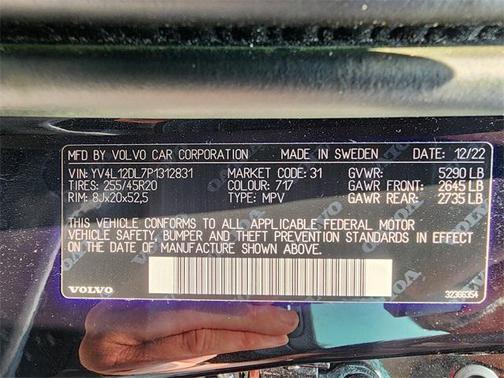 MFD BY VOLVO CAR CORPORATION MADE IN SWEDEN DATE: 12/22
VIN: YV4L12DL7P1312831 MARKET CODE: 31 GVWR: 5290 LB
TIRES: 255/45R20 COLOUR: 717 GAWR FRONT: 2645 LB
RIM: 8Jx20x52,5 TYPE: MPV GAWR REAR: 2735 LB
THIS VEHICLE CONFORMS TO ALL APPLICABLE FEDERAL MOTOR
VEHICLE SAFETY, BUMPER AND THEFT PREVENTION STANDARDS IN EFFECT
ON THE DATE OF MANUFACTURE SHOWN ABOVE.
VOLVO 32366354